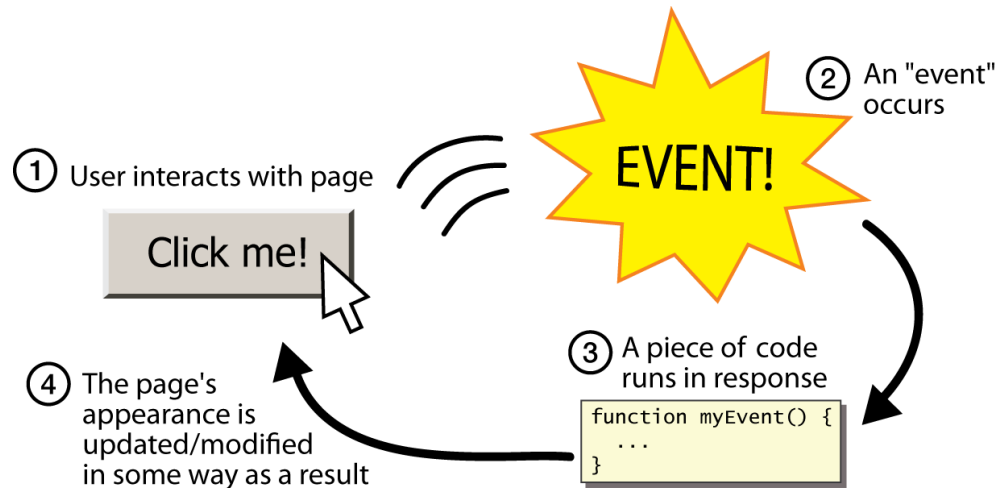 1 User interacts with page
Click me!
EVENT!
2 An "event"
occurs
3 A piece of code
runs in response
function myEvent() {
...
}
4 The page's
appearance is
updated/modified
in some way as a result